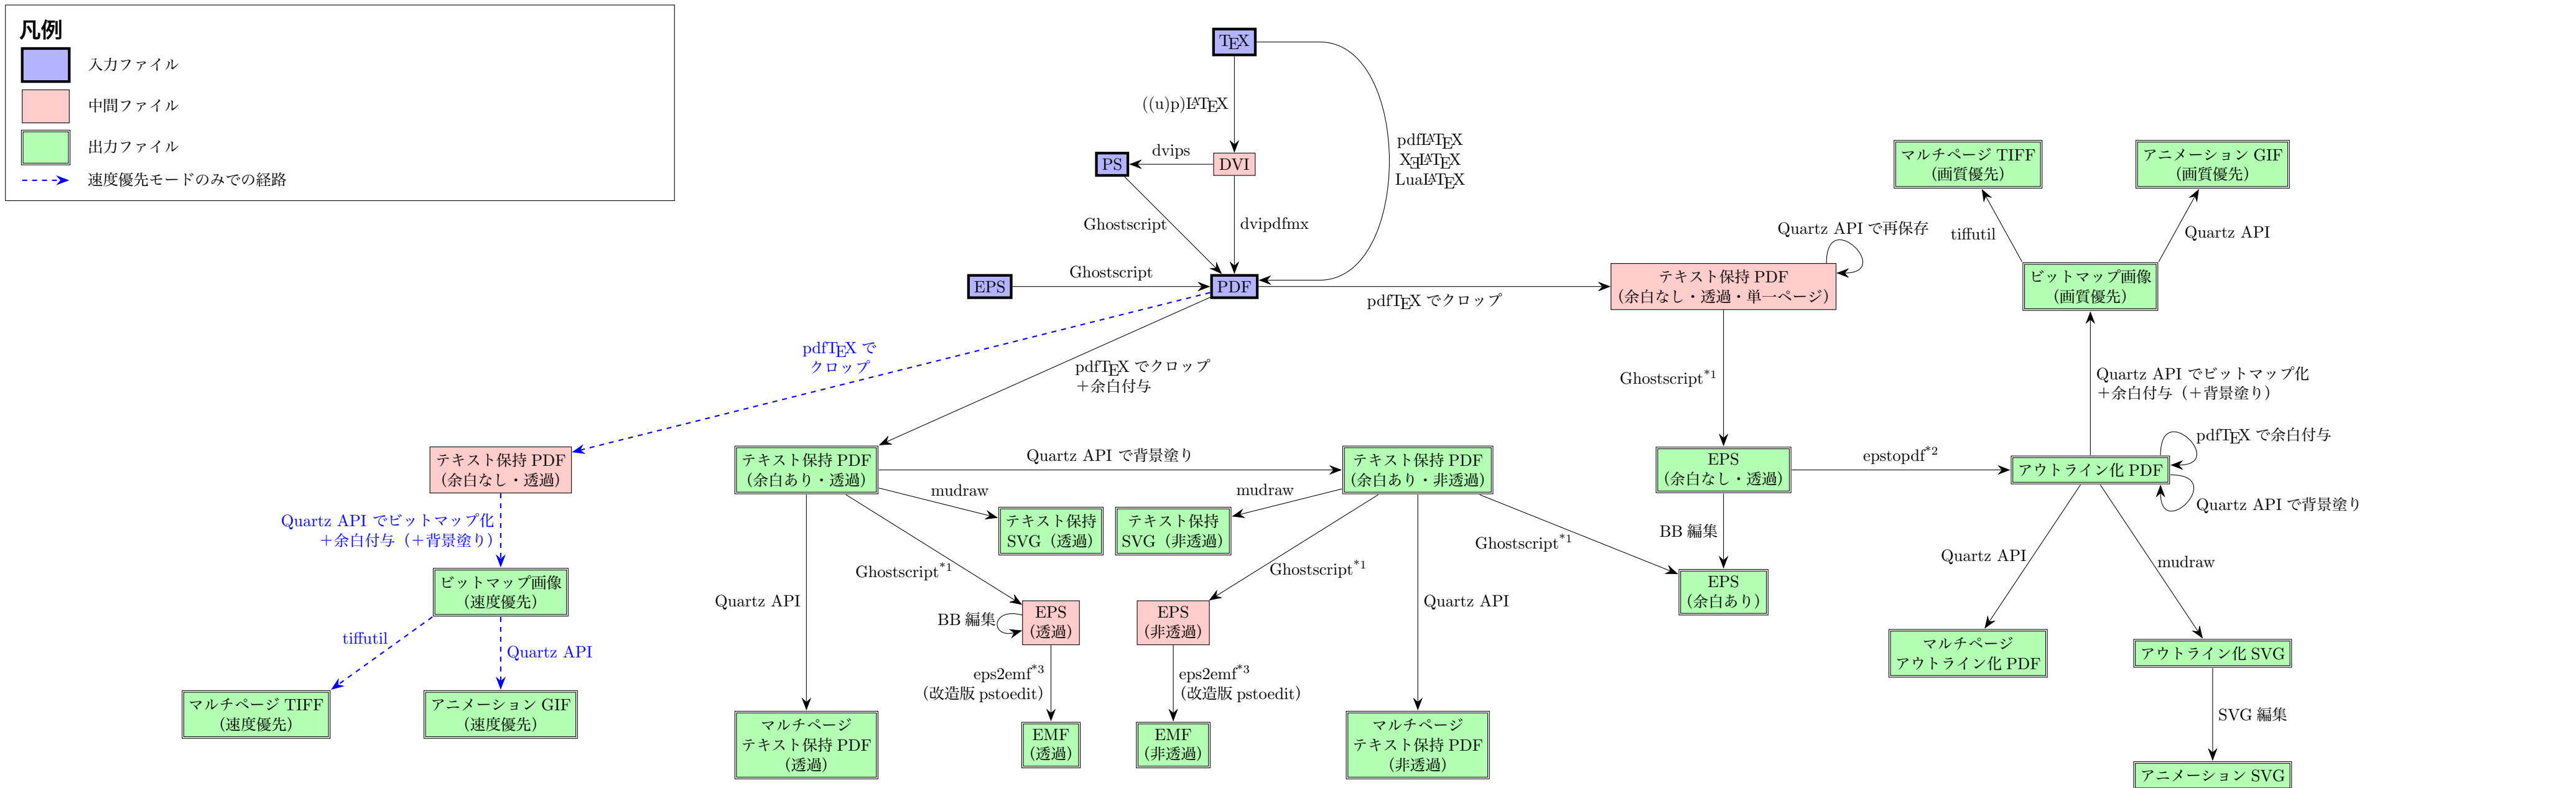 凡例
入力ファイル
中間ファイル
出力ファイル
速度優先モードのみでの経路
TEX
((u)p)LATEX
pdfLATEX
XƎLATEX
LuaLATEX
PS
dvips
DVI
Ghostscript
dvipdfmx
EPS
Ghostscript
PDF
pdfTEX でクロップ
Quartz API で再保存
テキスト保持 PDF
（余白なし・透過・単一ページ）
マルチページ TIFF
（画質優先）
アニメーション GIF
（画質優先）
tiffutil
Quartz API
ビットマップ画像
（画質優先）
pdfTEX で
クロップ
pdfTEX でクロップ
＋余白付与
Ghostscript*1
Quartz API でビットマップ化
＋余白付与（＋背景塗り）
テキスト保持 PDF
（余白なし・透過）
テキスト保持 PDF
（余白あり・透過）
Quartz API で背景塗り
テキスト保持 PDF
（余白あり・非透過）
EPS
（余白なし・透過）
epstopdf*2
アウトライン化 PDF
pdfTEX で余白付与
Quartz API で背景塗り
mudraw
mudraw
テキスト保持
SVG（透過）
テキスト保持
SVG（非透過）
Quartz API でビットマップ化
＋余白付与（＋背景塗り）
ビットマップ画像
（速度優先）
Ghostscript*1
Ghostscript*1
Ghostscript*1
BB 編集
EPS
（余白あり）
Quartz API
mudraw
tiffutil
Quartz API
Quartz API
BB 編集
EPS
（透過）
EPS
（非透過）
Quartz API
マルチページ
アウトライン化 PDF
アウトライン化 SVG
eps2emf*3
（改造版 pstoedit）
eps2emf*3
（改造版 pstoedit）
マルチページ TIFF
（速度優先）
アニメーション GIF
（速度優先）
マルチページ
テキスト保持 PDF
（透過）
EMF
（透過）
EMF
（非透過）
マルチページ
テキスト保持 PDF
（非透過）
SVG 編集
アニメーション SVG